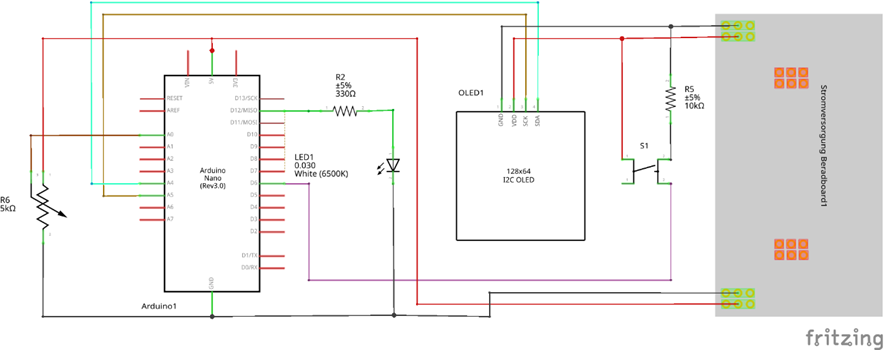 VIN
5V
3V3
RESET
AREF
A0
A1
A2
A3
A4
A5
A6
A7
D13/SCK
D12/MISO
D11/MOSI
D10
D9
D8
D7
D6
D5
D4
D3
D2
D1/TX
D0/RX
GND
Arduino
Nano
(Rev3.0)
Arduino1
R6
5kΩ
R2
±5%
330Ω
LED1
0.030
White (6500K)
OLED1
GND
VDD
SCK
SDA
128x64
I2C OLED
R5
±5%
10kΩ
S1
Stromversorgung Beradboard1
fritzing